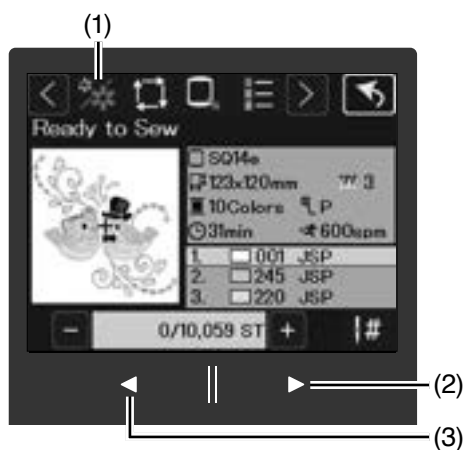 (1)
Ready to Sew
SQ14a
123x120mm 3
10Colors P
31min 600spm
1. 001 JSP
2. 245 JSP
3. 220 JSP
− 0/10,059 ST + #
(2)
(3)